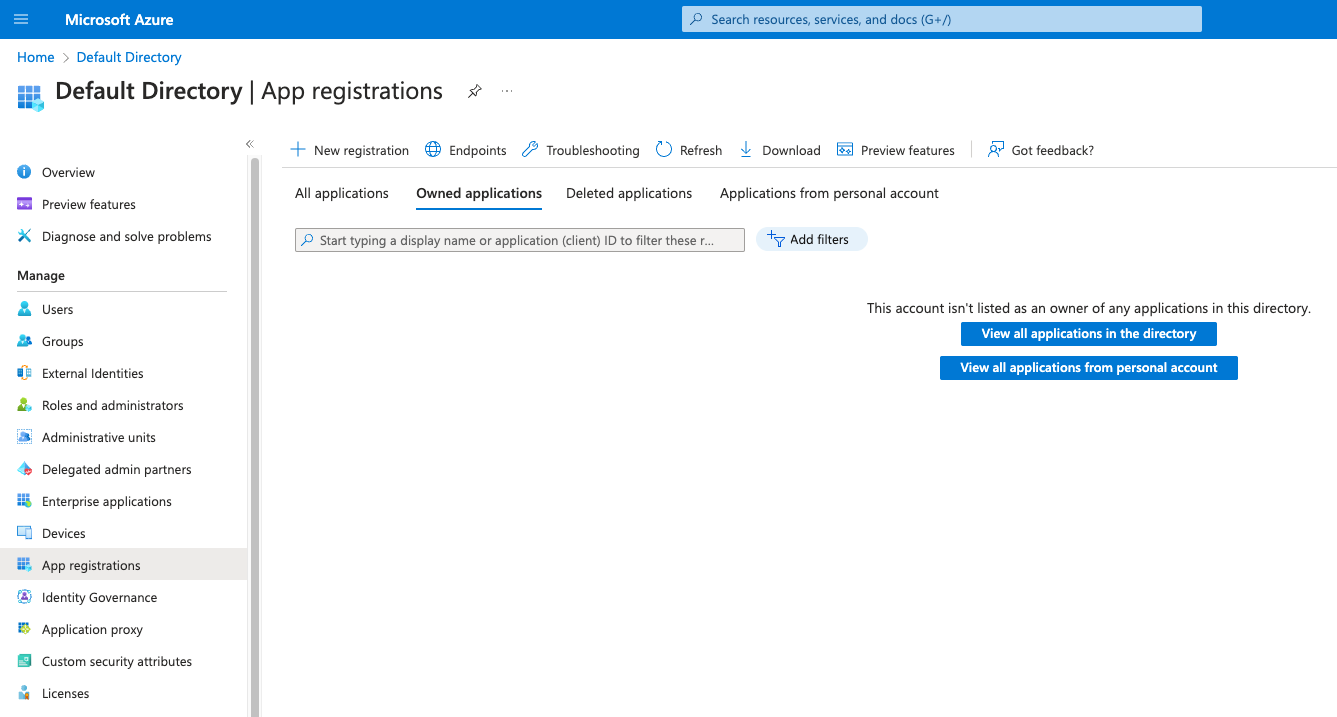 Microsoft Azure
Search resources, services, and docs (G+/)
Home > Default Directory
Default Directory | App registrations
...
«
New registration Endpoints Troubleshooting Refresh Download Preview features Got feedback?
Overview
Preview features
Diagnose and solve problems
Manage
Users
Groups
External Identities
Roles and administrators
Administrative units
Delegated admin partners
Enterprise applications
Devices
App registrations
Identity Governance
Application proxy
Custom security attributes
Licenses
All applications Owned applications Deleted applications Applications from personal account
Start typing a display name or application (client) ID to filter these r...
Add filters
This account isn't listed as an owner of any applications in this directory.
View all applications in the directory
View all applications from personal account